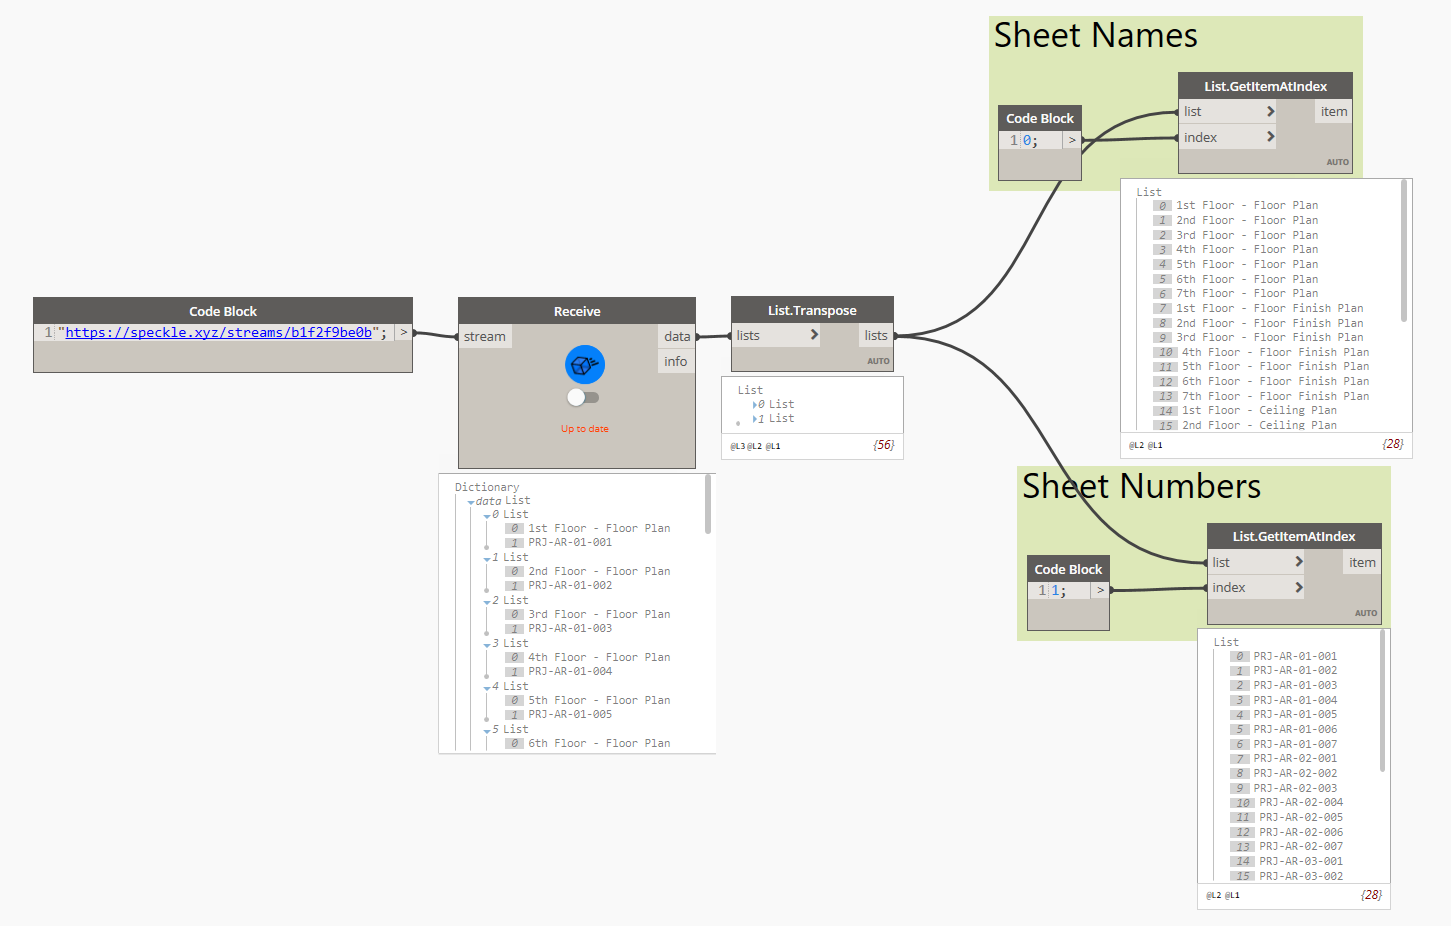 Sheet Names
List.GetItemAtIndex
list > item
index >
AUTO
Code Block
1 0; >
List
0 1st Floor - Floor Plan
1 2nd Floor - Floor Plan
2 3rd Floor - Floor Plan
3 4th Floor - Floor Plan
4 5th Floor - Floor Plan
5 6th Floor - Floor Plan
6 7th Floor - Floor Plan
7 1st Floor - Floor Finish Plan
8 2nd Floor - Floor Finish Plan
9 3rd Floor - Floor Finish Plan
10 4th Floor - Floor Finish Plan
11 5th Floor - Floor Finish Plan
12 6th Floor - Floor Finish Plan
13 7th Floor - Floor Finish Plan
14 1st Floor - Ceiling Plan
15 2nd Floor - Ceiling Plan
@L2 @L1 {28}
Code Block
1 "https://speckle.xyz/streams/b1f2f9be0b"; >
Receive
stream data
info
Up to date
Dictionary
data List
0 List
0 1st Floor - Floor Plan
1 PRJ-AR-01-001
1 List
0 2nd Floor - Floor Plan
1 PRJ-AR-01-002
2 List
0 3rd Floor - Floor Plan
1 PRJ-AR-01-003
3 List
0 4th Floor - Floor Plan
1 PRJ-AR-01-004
4 List
0 5th Floor - Floor Plan
1 PRJ-AR-01-005
5 List
0 6th Floor - Floor Plan
List.Transpose
lists > lists
AUTO
List
0 List
1 List
@L3 @L2 @L1 {56}
Sheet Numbers
List.GetItemAtIndex
list > item
index >
AUTO
Code Block
1 1; >
List
0 PRJ-AR-01-001
1 PRJ-AR-01-002
2 PRJ-AR-01-003
3 PRJ-AR-01-004
4 PRJ-AR-01-005
5 PRJ-AR-01-006
6 PRJ-AR-01-007
7 PRJ-AR-02-001
8 PRJ-AR-02-002
9 PRJ-AR-02-003
10 PRJ-AR-02-004
11 PRJ-AR-02-005
12 PRJ-AR-02-006
13 PRJ-AR-02-007
14 PRJ-AR-03-001
15 PRJ-AR-03-002
@L2 @L1 {28}